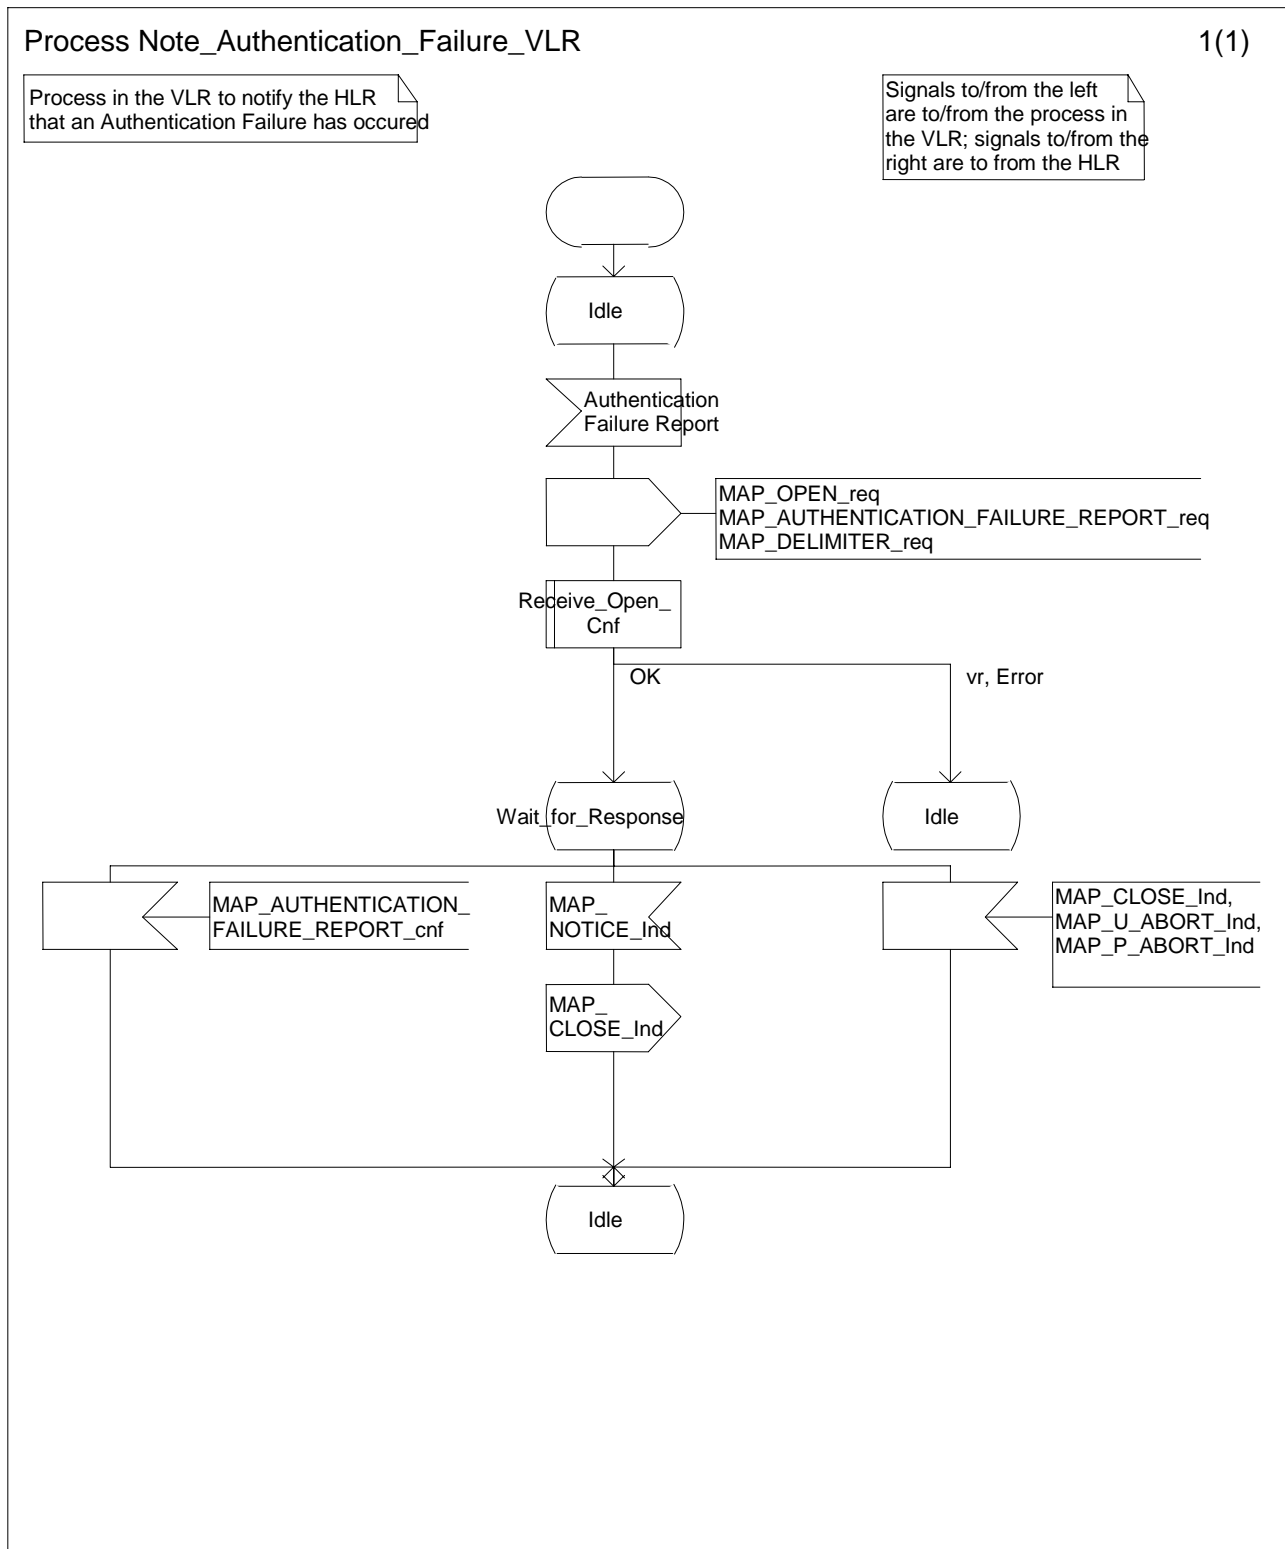 Process Note_Authentication_Failure_VLR
1(1)
Process in the VLR to notify the HLR
that an Authentication Failure has occured
Signals to/from the left
are to/from the process in
the VLR; signals to/from the
right are to from the HLR
Idle
Authentication
Failure Report
MAP_OPEN_req
MAP_AUTHENTICATION_FAILURE_REPORT_req
MAP_DELIMITER_req
Receive_Open_
Cnf
OK
vr, Error
Wait_for_Response
Idle
MAP_AUTHENTICATION_
FAILURE_REPORT_cnf
MAP_
NOTICE_Ind
MAP_CLOSE_Ind,
MAP_U_ABORT_Ind,
MAP_P_ABORT_Ind
MAP_
CLOSE_Ind
Idle